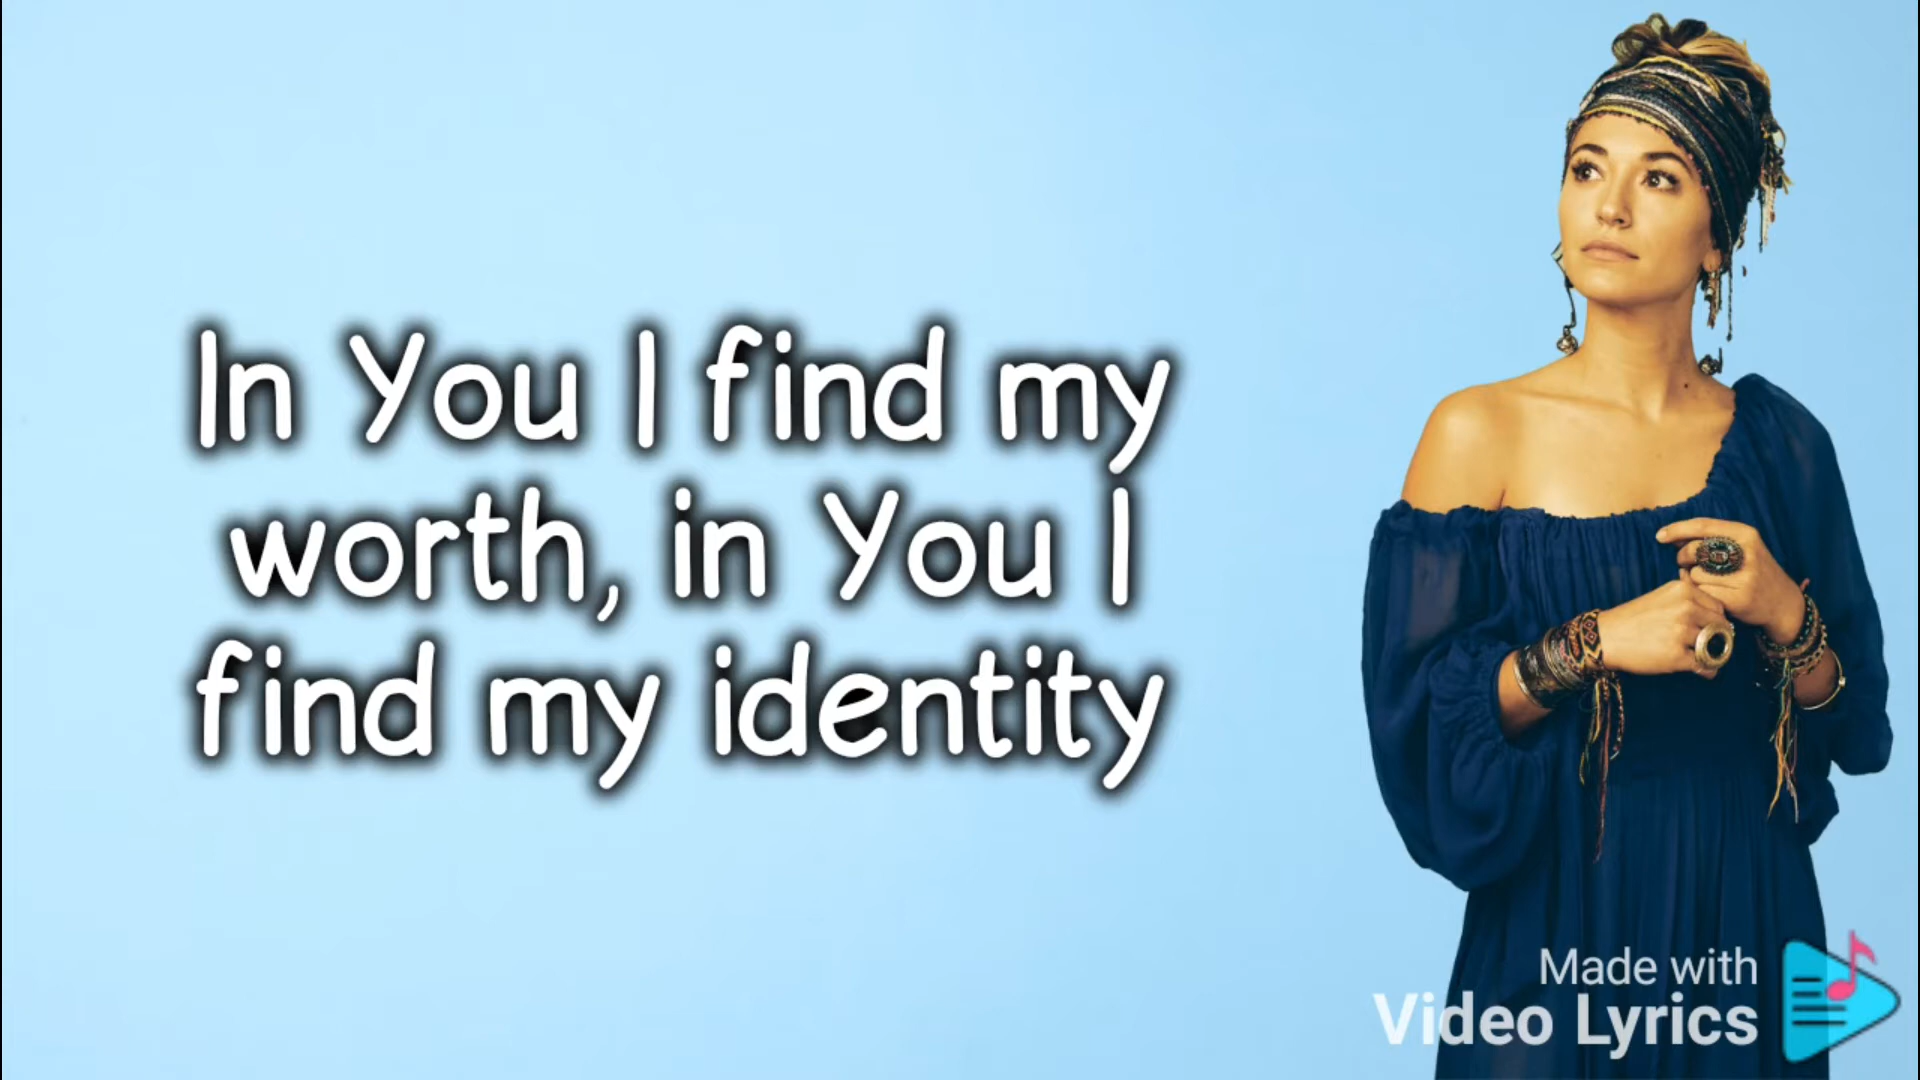 In You I find my
worth, in You I
find my identity
Made with
Video Lyrics